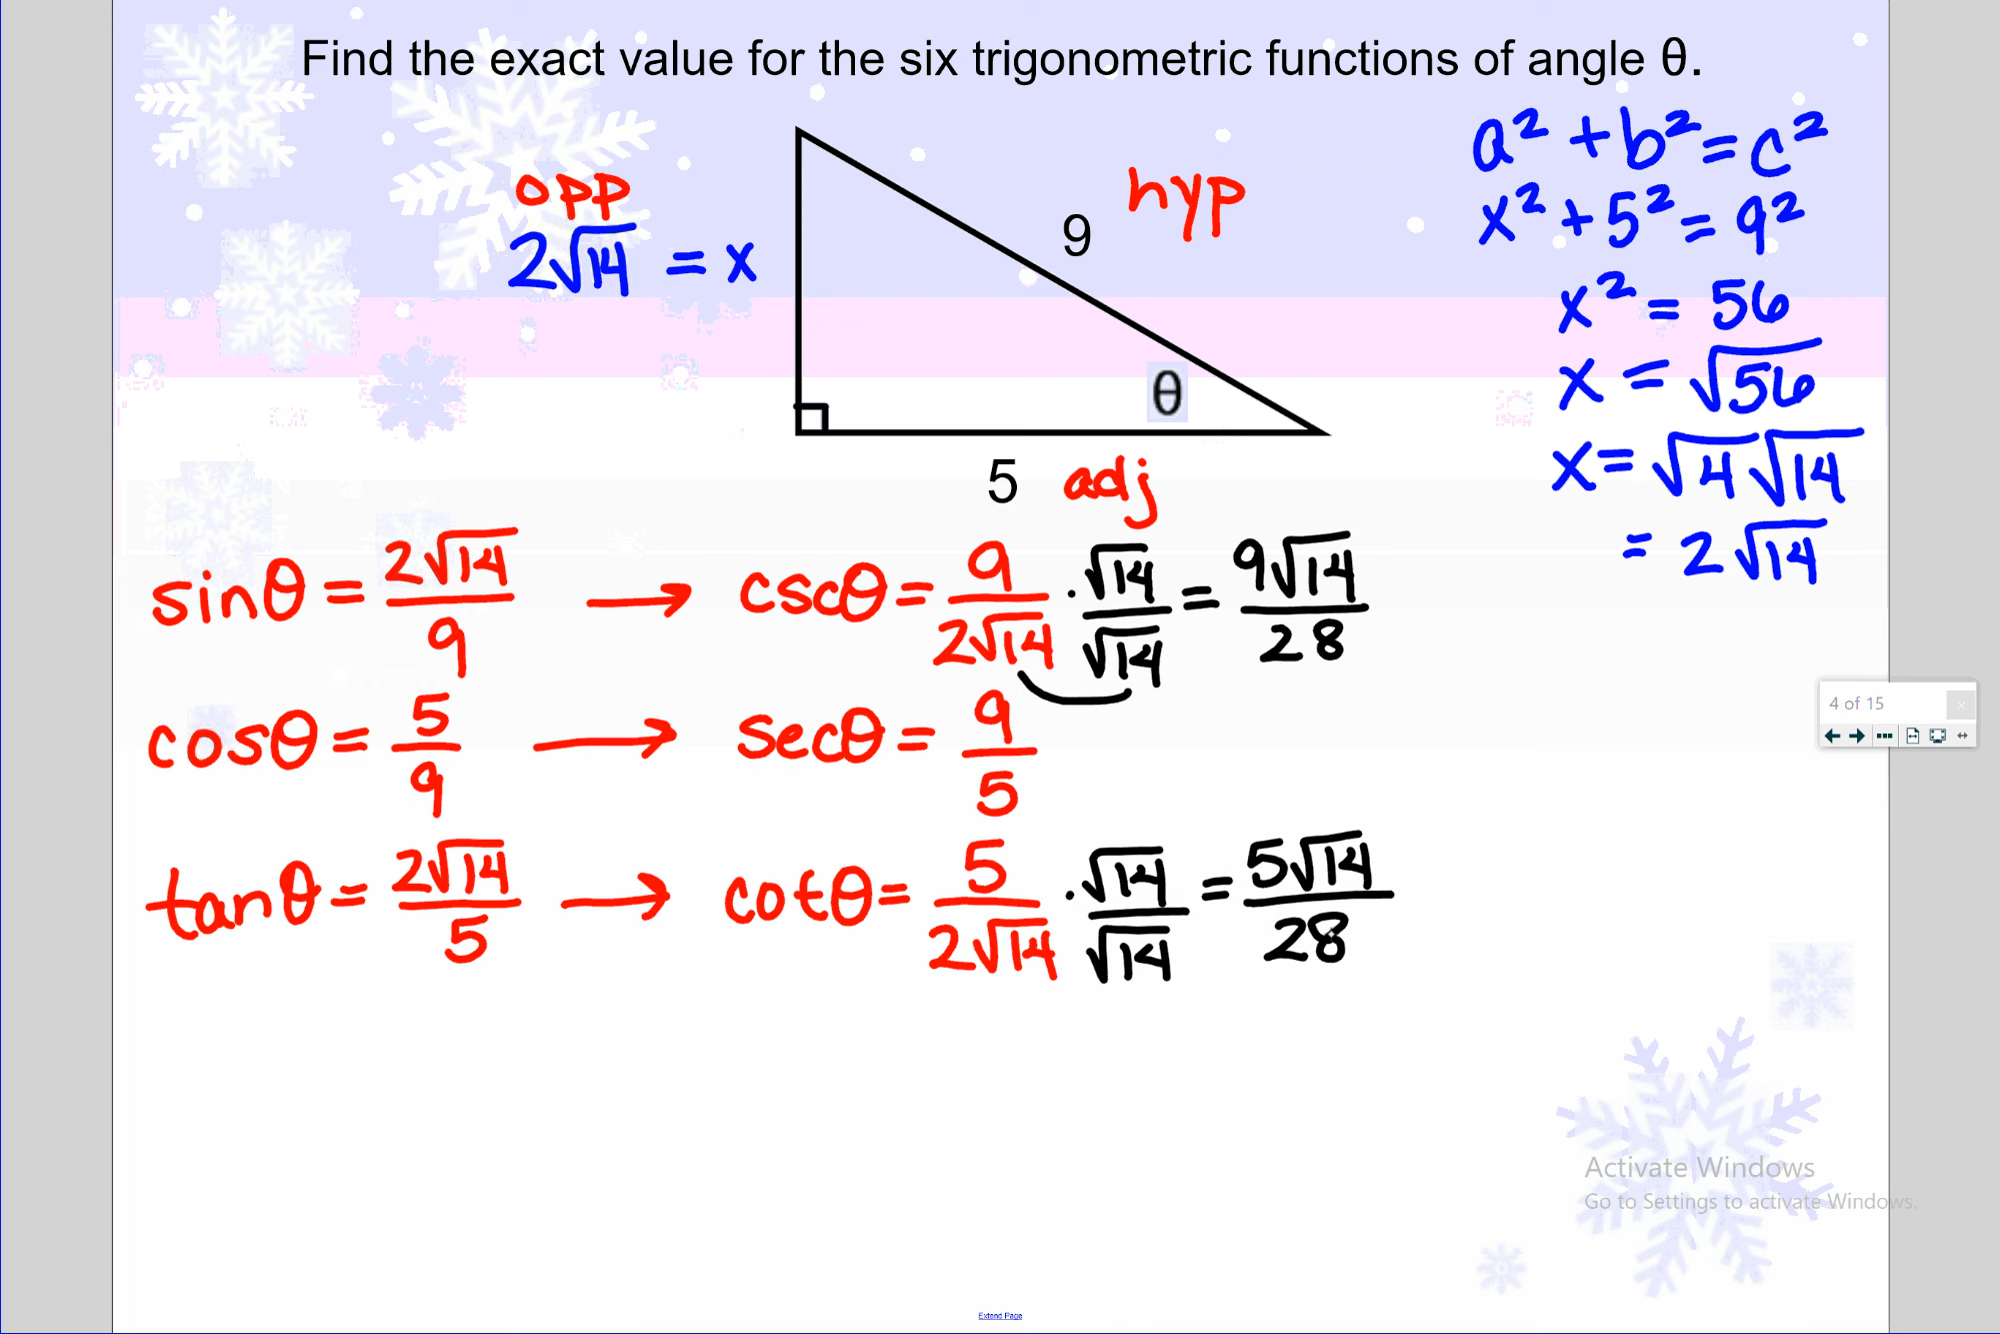 Find the exact value for the six trigonometric functions of angle θ.
a² + b² = c²
x² + 5² = 9²
x² = 56
x = √56
x = √4 √14
= 2√14
opp
2√14 = x
9 hyp
θ
5 adj
sinθ = 2√14/9 → cscθ = 9/2√14 · √14/√14 = 9√14/28
cosθ = 5/9 → secθ = 9/5
tanθ = 2√14/5 → cotθ = 5/2√14 · √14/√14 = 5√14/28
4 of 15
Activate Windows
Go to Settings to activate Windows.
Extend Page